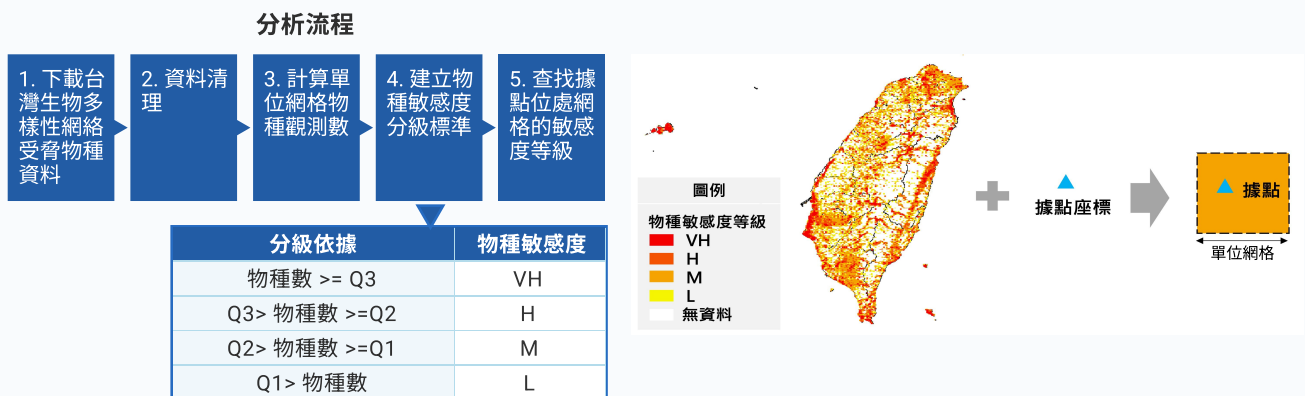 分析流程
1. 下載台
灣生物多
樣性網絡
受脅物種
資料
2. 資料清
理
3. 計算單
位網格物
種觀測數
4. 建立物
種敏感度
分級標準
5. 查找據
點位處網
格的敏感
度等級
分級依據 物種敏感度
物種數 >= Q3 VH
Q3> 物種數 >=Q2 H
Q2> 物種數 >=Q1 M
Q1> 物種數 L
圖例
物種敏感度等級
VH
H
M
L
無資料
據點座標
據點
單位網格